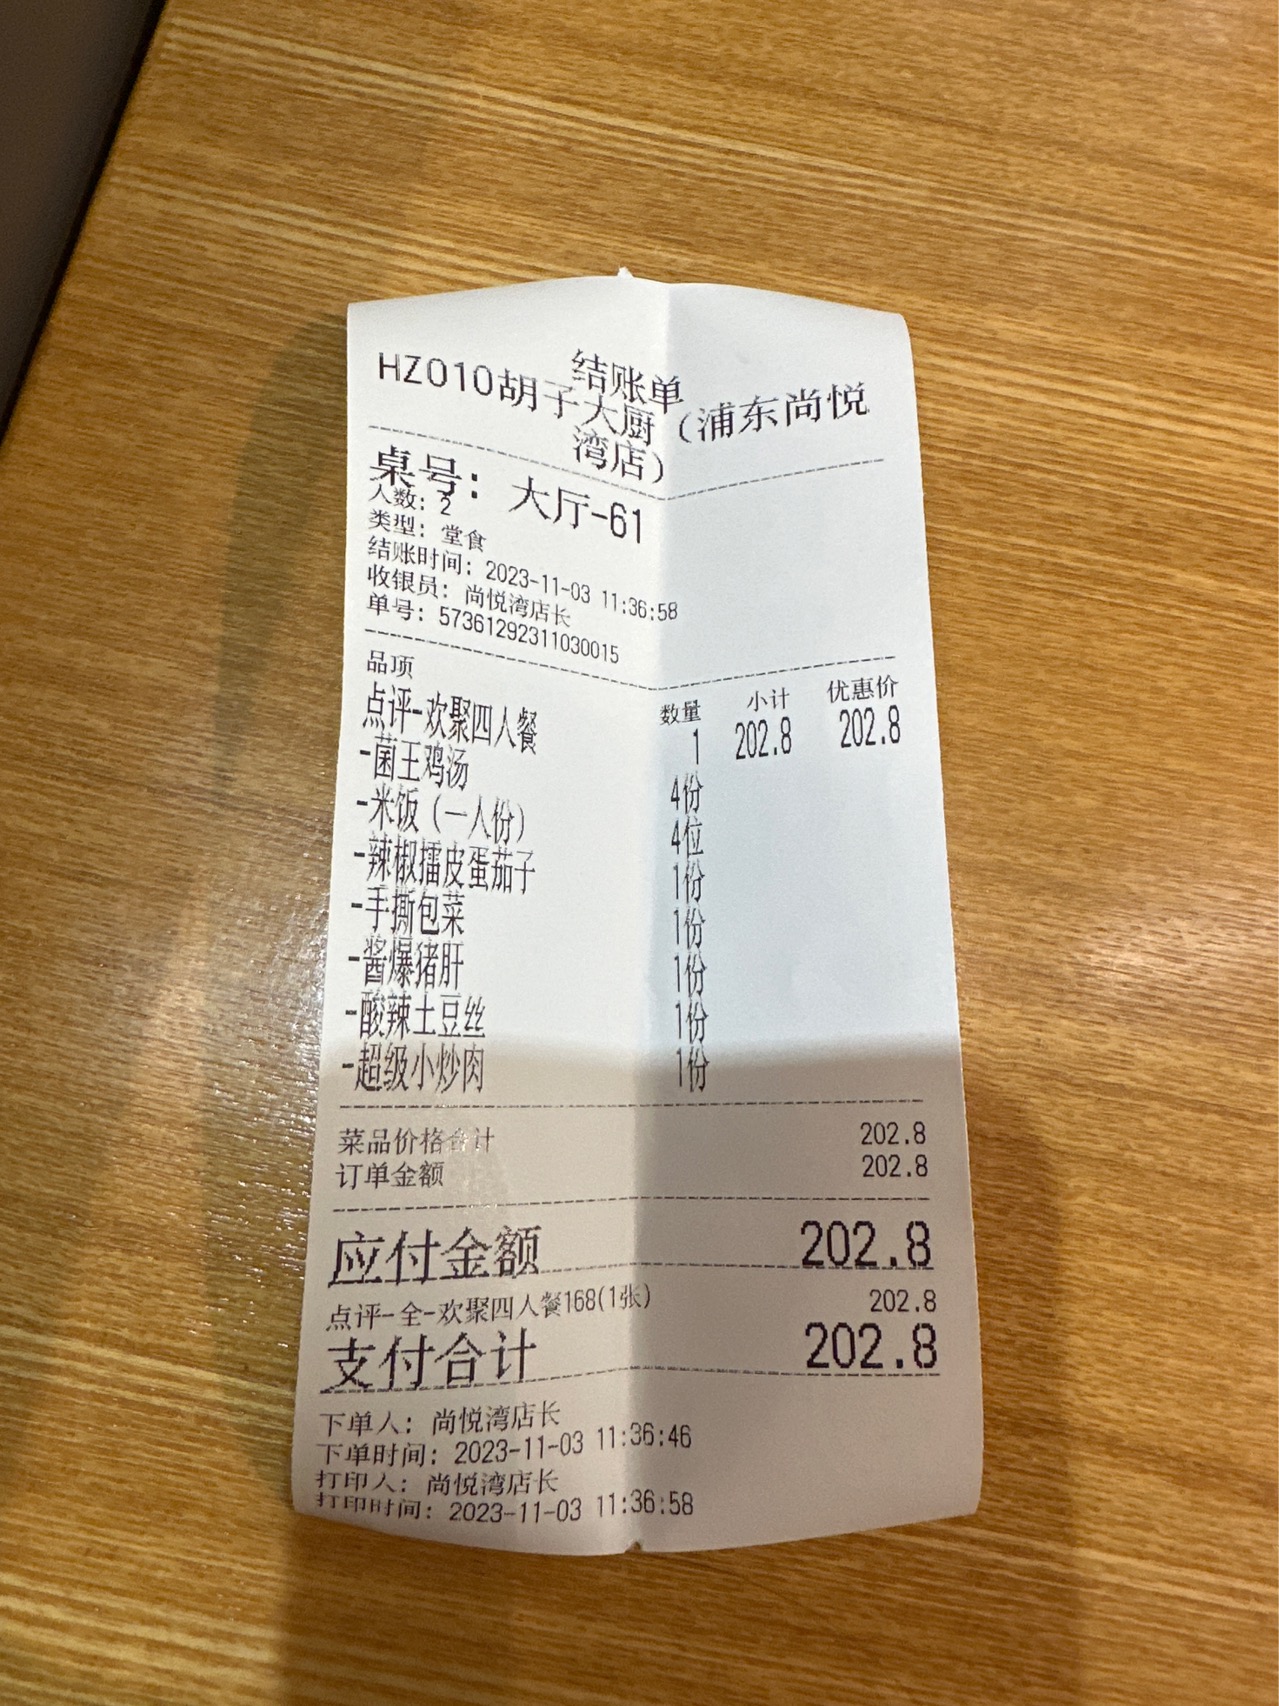 结账单
HZ010胡子大厨（浦东尚悦
湾店）
桌号： 大厅-61
人数：2
类型：堂食
结账时间：2023-11-03 11:36:58
收银员：尚悦湾店长
单号：57361292311030015
品项 数量 小计 优惠价
点评-欢聚四人餐 1 202.8 202.8
-菌王鸡汤 4份
-米饭（一人份） 4位
-辣椒擂皮蛋茄子 1份
-手撕包菜 1份
-酱爆猪肝 1份
-酸辣土豆丝 1份
-超级小炒肉 1份
菜品价格合计 202.8
订单金额 202.8
应付金额 202.8
点评-全-欢聚四人餐168(1张) 202.8
支付合计 202.8
下单人：尚悦湾店长
下单时间：2023-11-03 11:36:46
打印人：尚悦湾店长
打印时间：2023-11-03 11:36:58